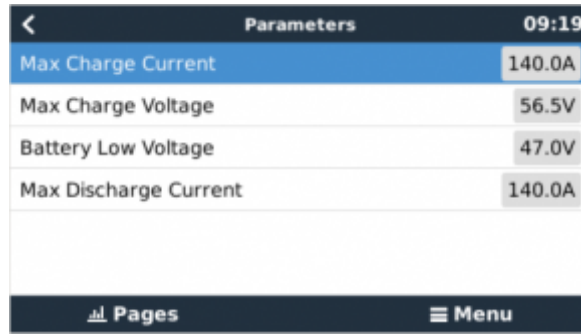 Parameters 09:19
Max Charge Current 140.0A
Max Charge Voltage 56.5V
Battery Low Voltage 47.0V
Max Discharge Current 140.0A
Pages Menu